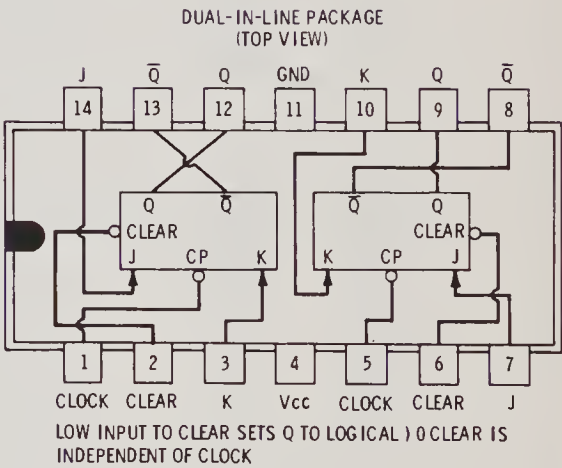 DUAL-IN-LINE PACKAGE
(TOP VIEW)
J Q̅ Q GND K Q Q̅
14 13 12 11 10 9 8
Q Q̅ Q̅ Q
CLEAR CLEAR
J CP K K CP J
1 2 3 4 5 6 7
CLOCK CLEAR K Vcc CLOCK CLEAR J
LOW INPUT TO CLEAR SETS Q TO LOGICAL ) 0 CLEAR IS
INDEPENDENT OF CLOCK